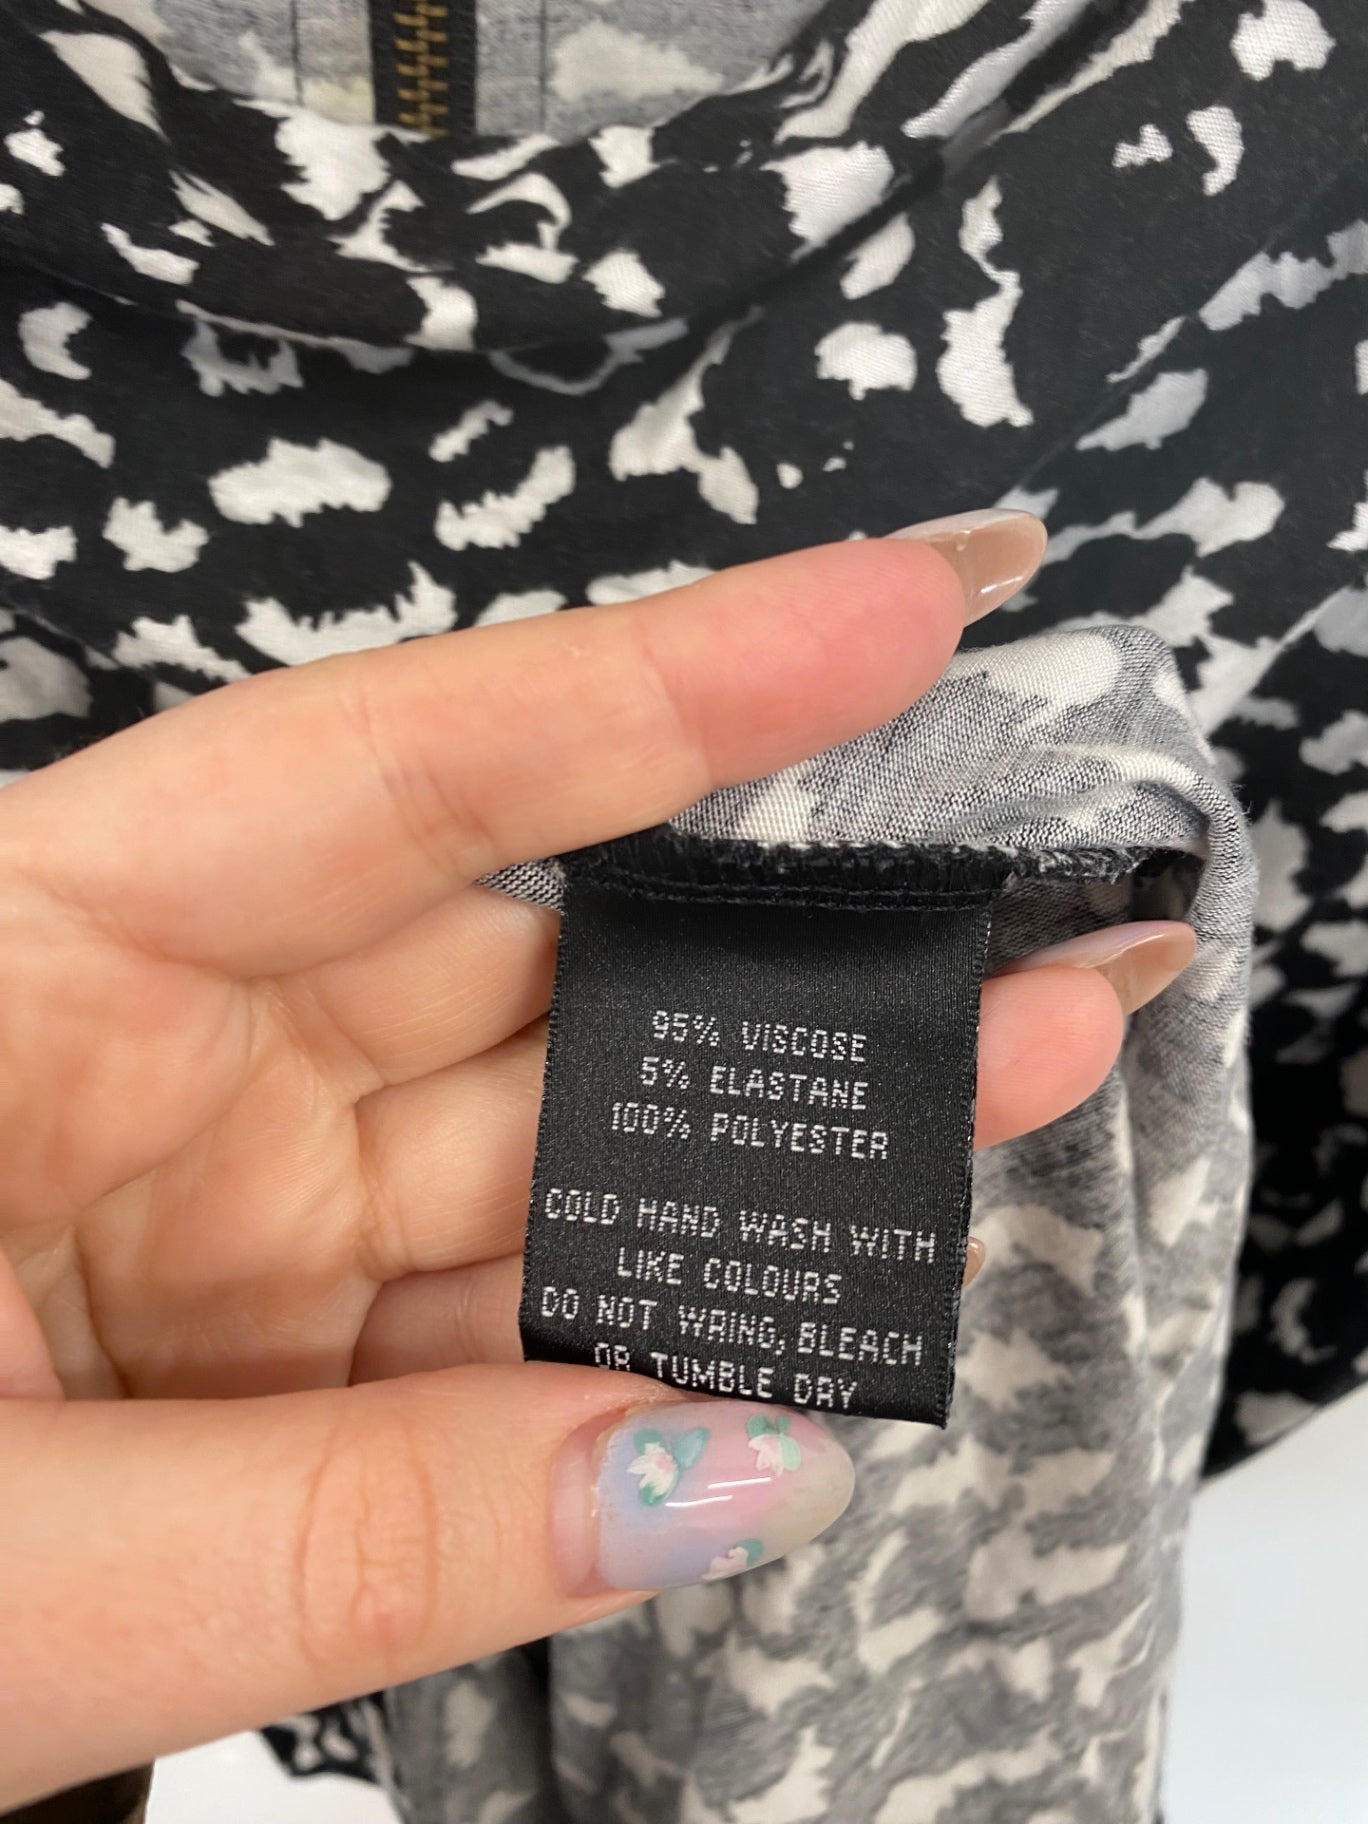 95% VISCOSE
5% ELASTANE
100% POLYESTER
COLD HAND WASH WITH
LIKE COLOURS
DO NOT WRING, BLEACH
OR TUMBLE DRY